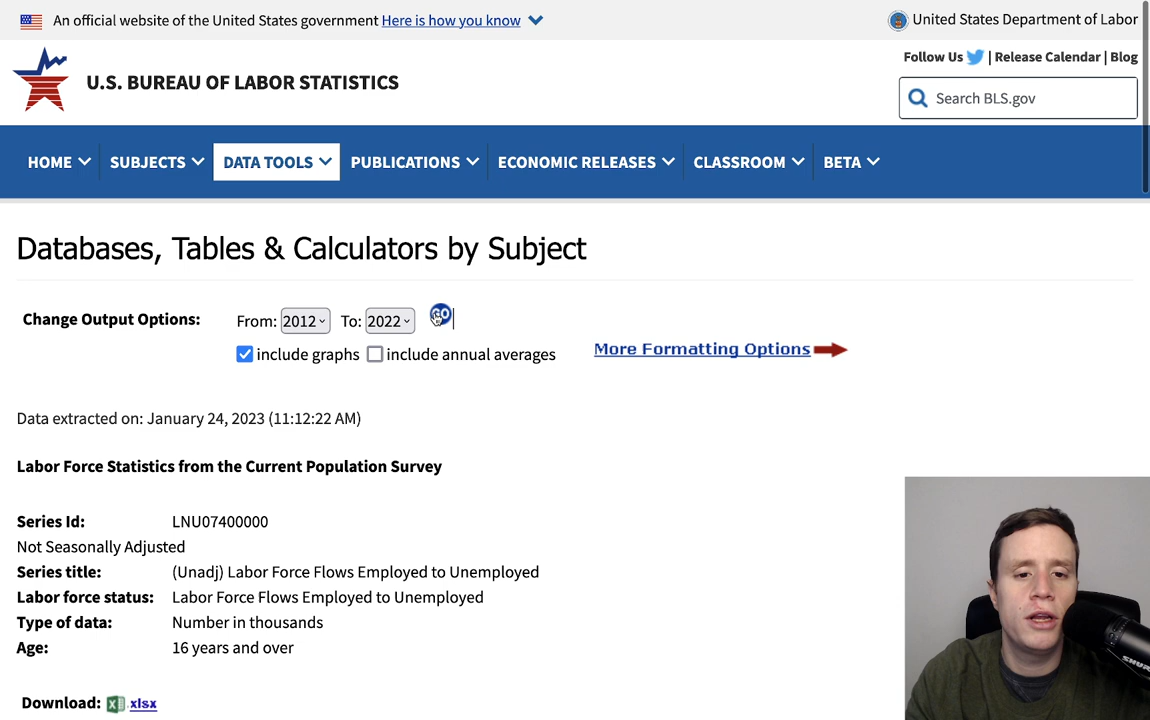 An official website of the United States government Here is how you know
United States Department of Labor
Follow Us | Release Calendar | Blog
U.S. BUREAU OF LABOR STATISTICS
Search BLS.gov
HOME SUBJECTS DATA TOOLS PUBLICATIONS ECONOMIC RELEASES CLASSROOM BETA
Databases, Tables & Calculators by Subject
Change Output Options: From: 2012 To: 2022 GO
include graphs include annual averages More Formatting Options
Data extracted on: January 24, 2023 (11:12:22 AM)
Labor Force Statistics from the Current Population Survey
Series Id: LNU07400000
Not Seasonally Adjusted
Series title: (Unadj) Labor Force Flows Employed to Unemployed
Labor force status: Labor Force Flows Employed to Unemployed
Type of data: Number in thousands
Age: 16 years and over
Download: xlsx
SHURE